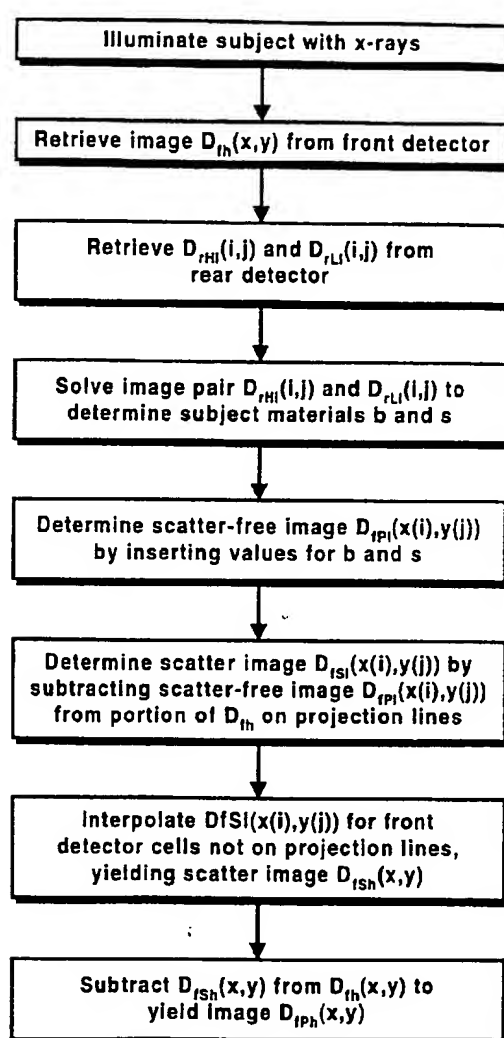 Illuminate subject with x-rays
Retrieve image D_fh(x,y) from front detector
Retrieve D_rHl(i,j) and D_rLl(i,j) from
rear detector
Solve image pair D_rHl(i,j) and D_rLl(i,j) to
determine subject materials b and s
Determine scatter-free image D_fPl(x(i),y(j))
by inserting values for b and s
Determine scatter image D_fSl(x(i),y(j)) by
subtracting scatter-free image D_fPl(x(i),y(j))
from portion of D_fh on projection lines
Interpolate DfSl(x(i),y(j)) for front
detector cells not on projection lines,
yielding scatter image D_fSh(x,y)
Subtract D_fSh(x,y) from D_fh(x,y) to
yield image D_fPh(x,y)